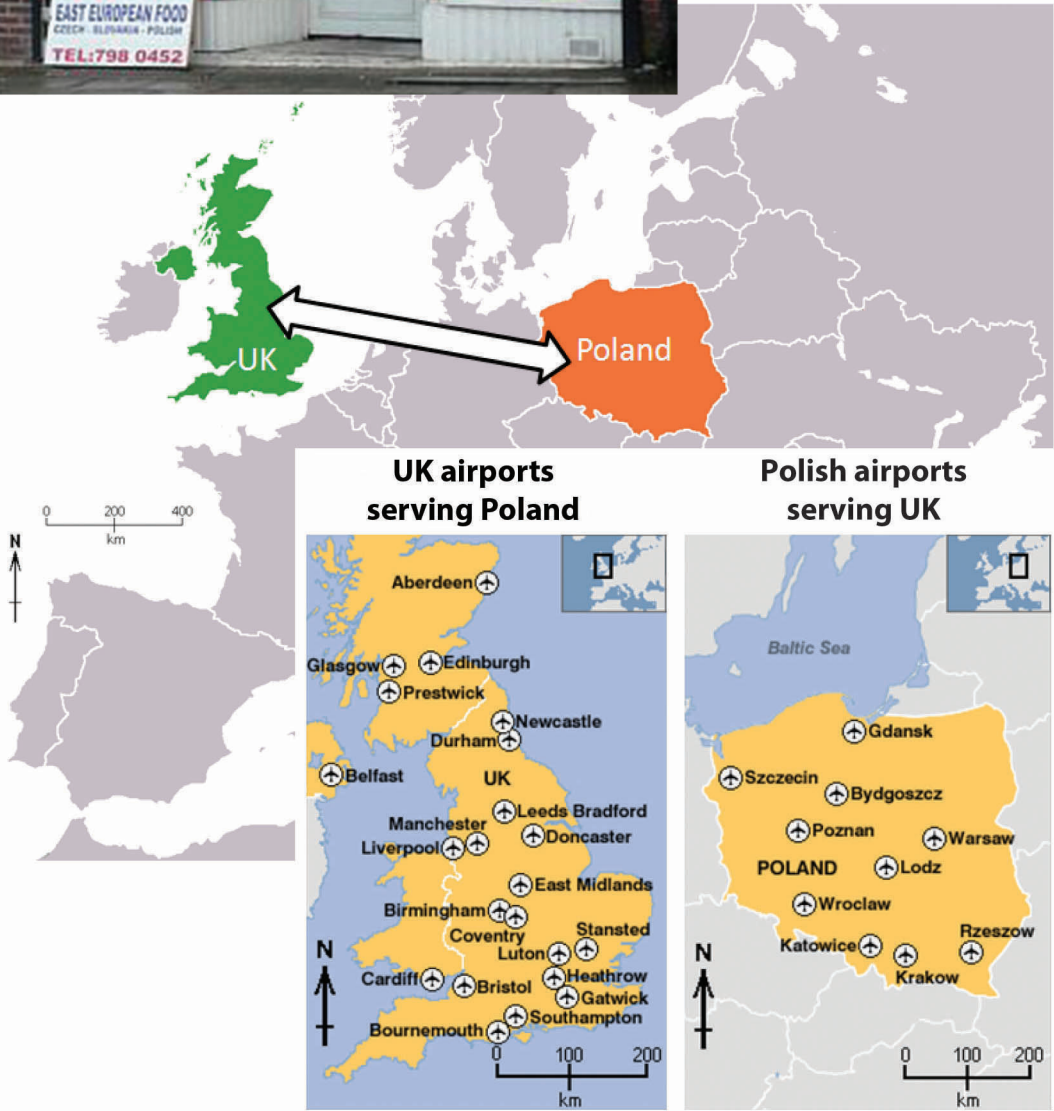 EAST EUROPEAN FOOD
CZECH - SLOVAKIA - POLISH
TEL:798 0452
UK
Poland
0 200 400
km
N
UK airports
serving Poland
Aberdeen
Glasgow
Edinburgh
Prestwick
Newcastle
Durham
Belfast
UK
Leeds Bradford
Manchester
Doncaster
Liverpool
East Midlands
Birmingham
Coventry
Stansted
Luton
N
Cardiff
Bristol
Heathrow
Gatwick
Southampton
Bournemouth
0 100 200
km
Polish airports
serving UK
Baltic Sea
Gdansk
Szczecin
Bydgoszcz
Poznan
Warsaw
POLAND
Lodz
Wroclaw
Rzeszow
Katowice
Krakow
N
0 100 200
km